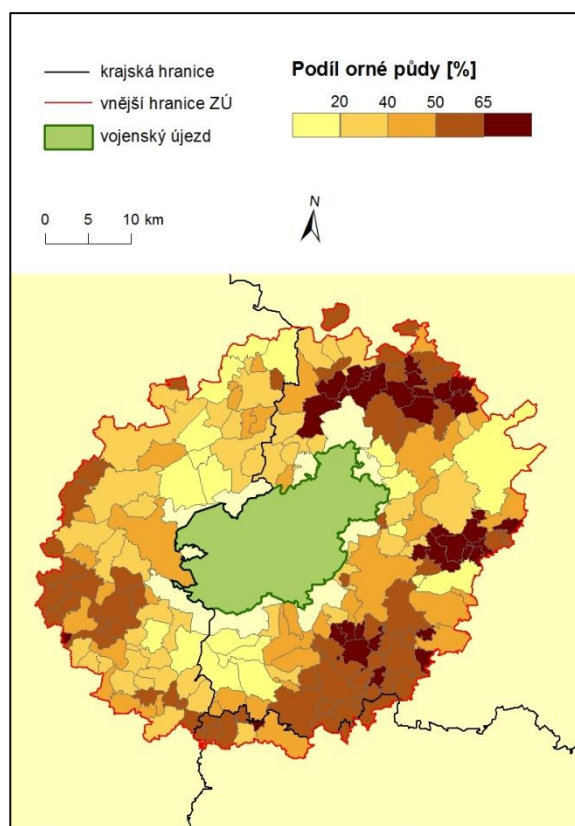 krajská hranice
vnější hranice ZÚ
vojenský újezd
Podíl orné půdy [%]
20 40 50 65
0 5 10 km
N